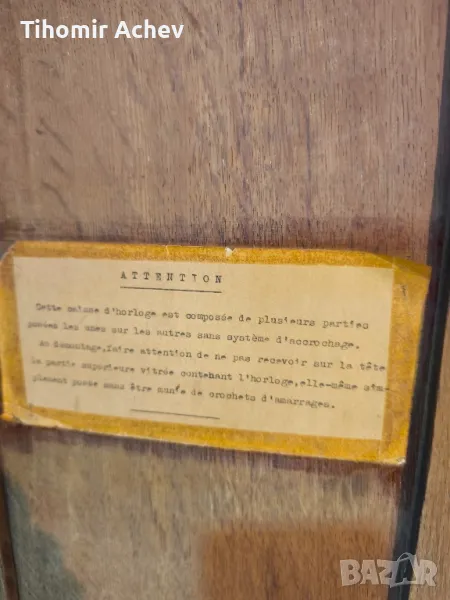 Tihomir Achev
ATTENTION
Cette caisse d'horloge est composée de plusieurs parties
posées les unes sur les autres sans système d'accrochage.
Au démontage,faire attention de ne pas recevoir sur la tête
la partie supérieure vitrée contenant l'horloge,elle-même sim-
plement posée sans être munie de crochets d'amarrages.
BAZAR